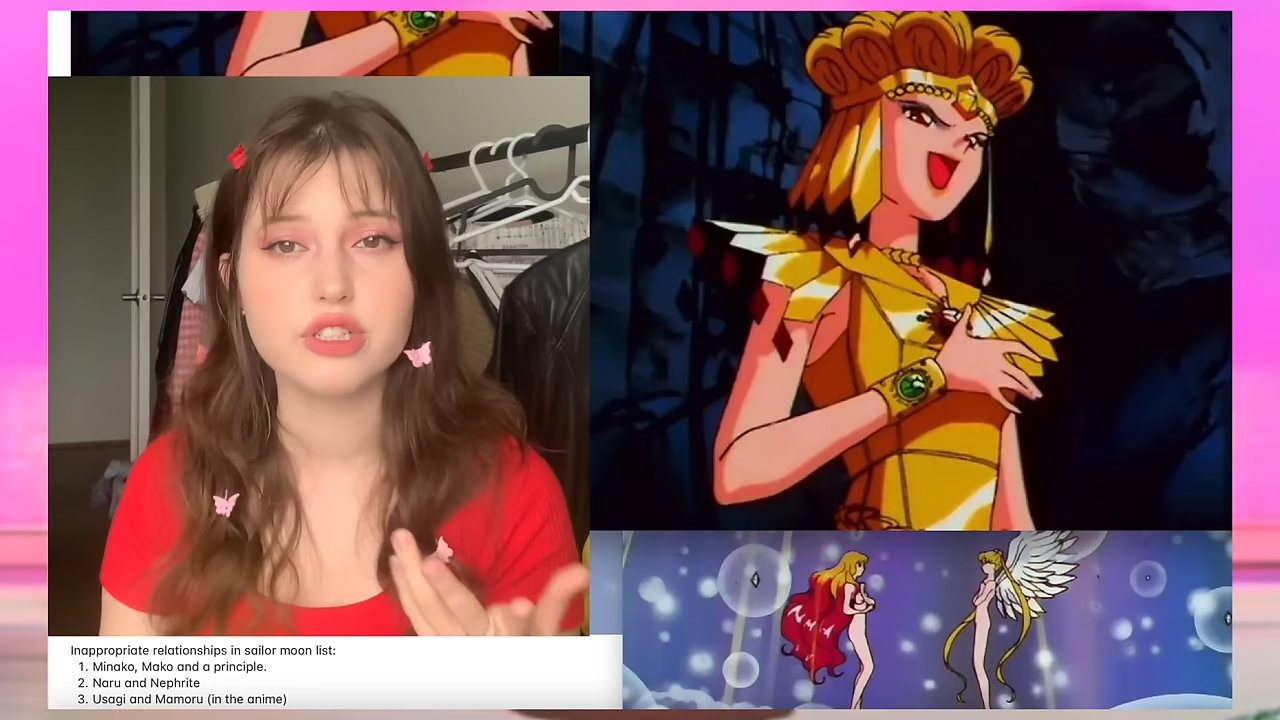 Inappropriate relationships in sailor moon list:
1. Minako, Mako and a principle.
2. Naru and Nephrite
3. Usagi and Mamoru (in the anime)